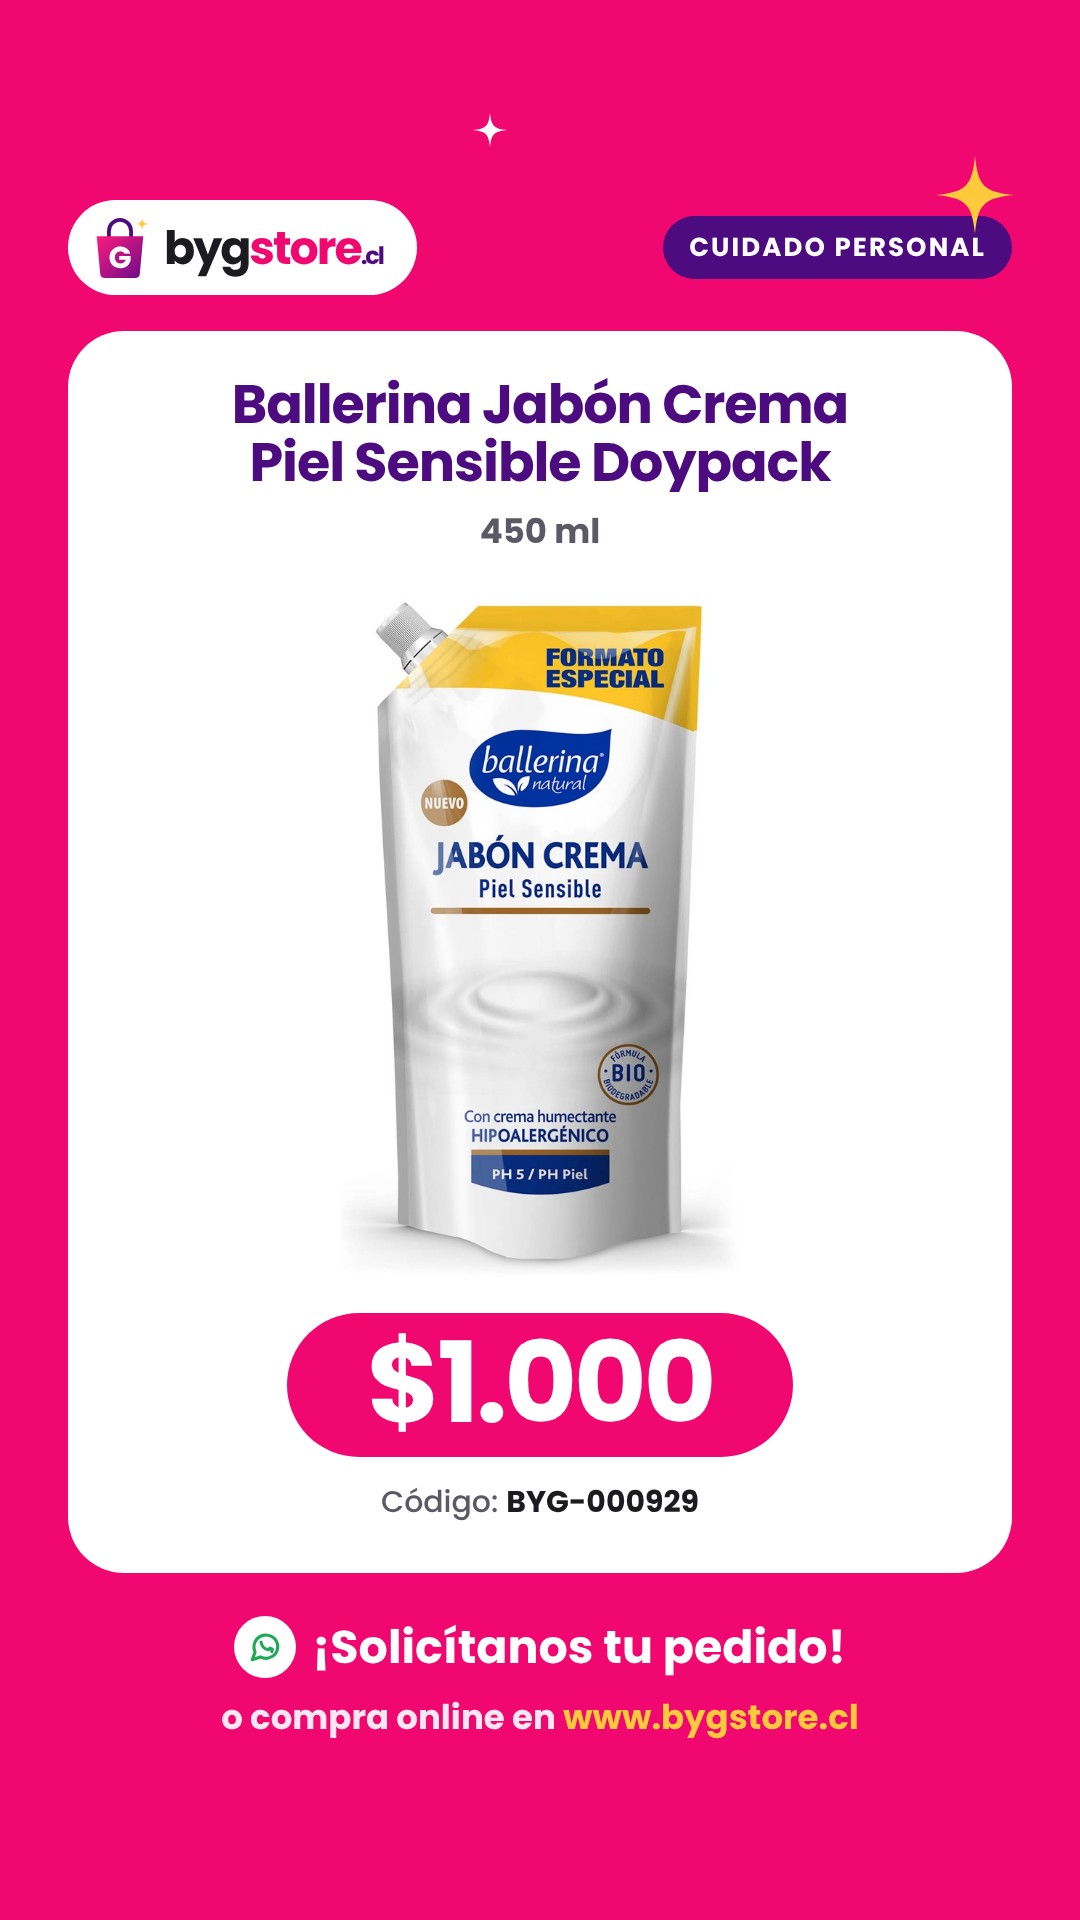 G bygstore.cl
CUIDADO PERSONAL
Ballerina Jabón Crema
Piel Sensible Doypack
450 ml
FORMATO
ESPECIAL
ballerina®
natural
NUEVO
JABÓN CREMA
Piel Sensible
FÓRMULA
BIO
BIODEGRADABLE
Con crema humectante
HIPOALERGÉNICO
PH 5 / PH Piel
$1.000
Código: BYG-000929
¡Solicítanos tu pedido!
o compra online en www.bygstore.cl